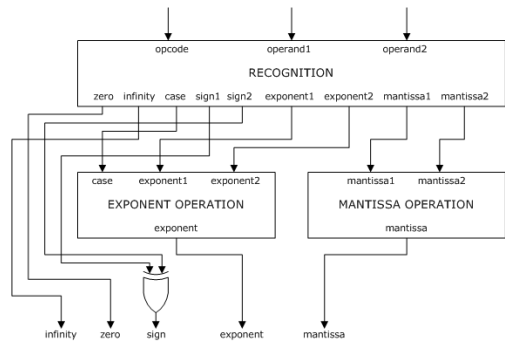 opcode operand1 operand2
RECOGNITION
zero infinity case sign1 sign2 exponent1 exponent2 mantissa1 mantissa2
case exponent1 exponent2 mantissa1 mantissa2
EXPONENT OPERATION MANTISSA OPERATION
exponent mantissa
infinity zero sign exponent mantissa